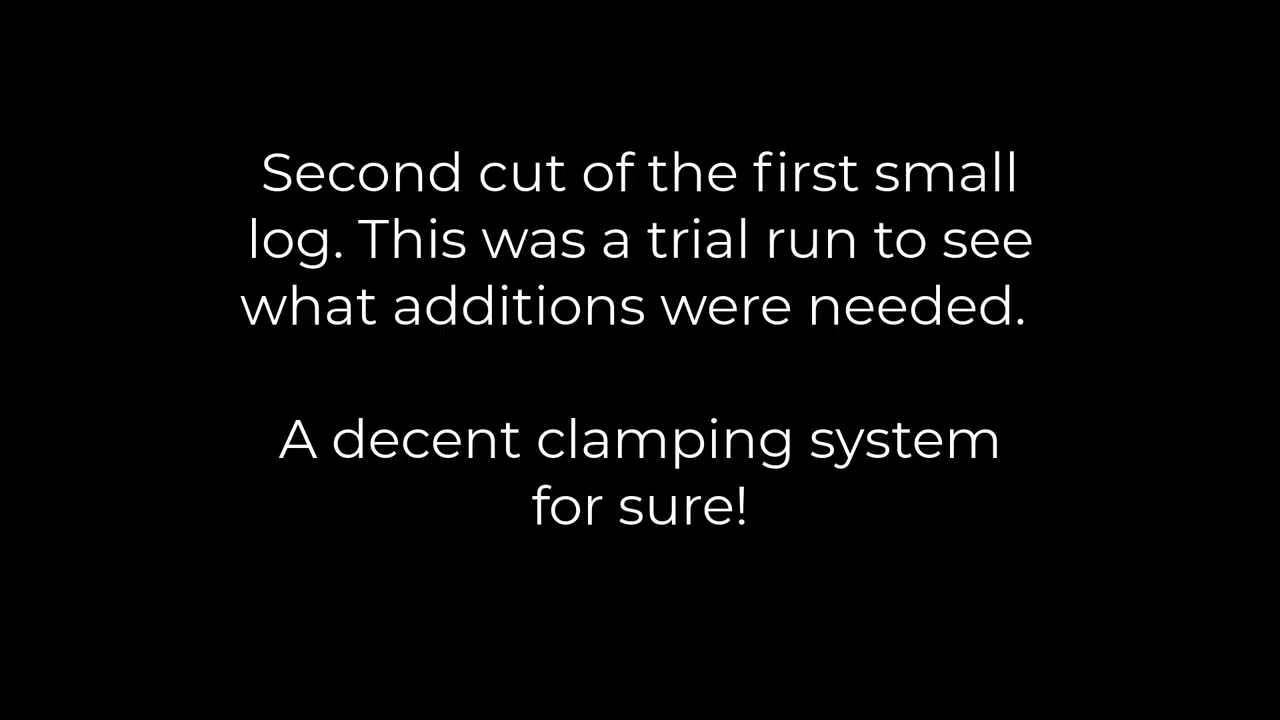 Second cut of the first small
log. This was a trial run to see
what additions were needed.
A decent clamping system
for sure!